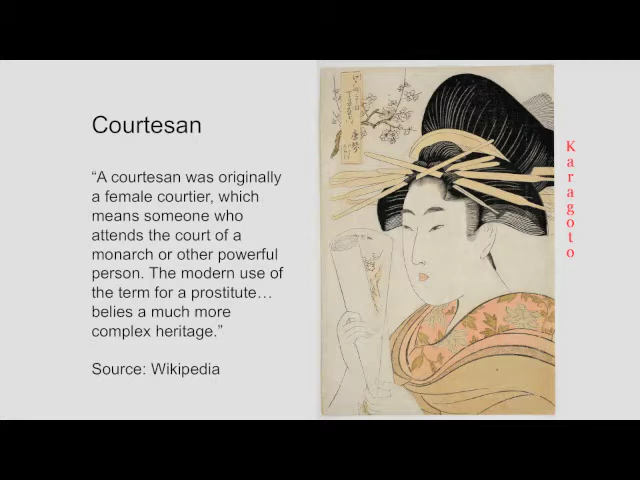 Courtesan
“A courtesan was originally
a female courtier, which
means someone who
attends the court of a
monarch or other powerful
person. The modern use of
the term for a prostitute…
belies a much more
complex heritage.”
Source: Wikipedia
Karagoto